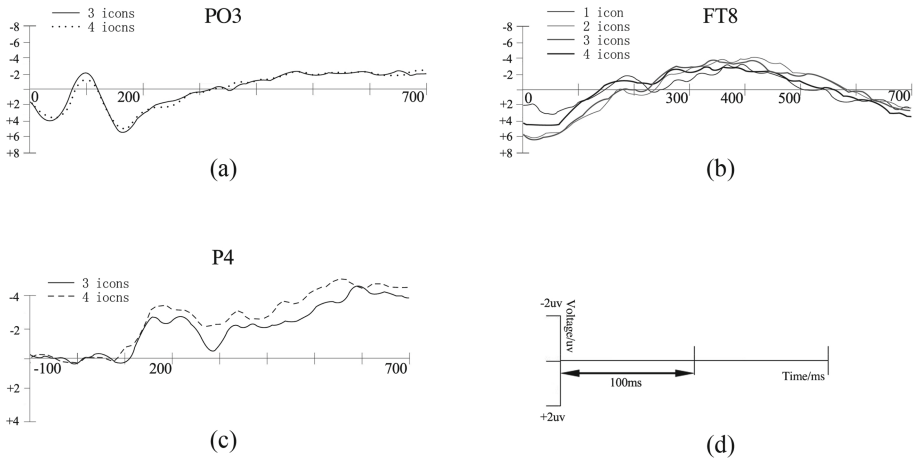 PO3
3 icons
4 iocns
-8
-6
-4
-2
0
200
700
+2
+4
+6
+8
(a)
FT8
1 icon
2 icons
3 icons
4 icons
-8
-6
-4
-2
0
300
400
500
700
+2
+4
+6
+8
(b)
P4
3 icons
4 iocns
-4
-2
-100
200
700
+2
+4
(c)
-2uv
Voltage/uv
100ms
Time/ms
+2uv
(d)